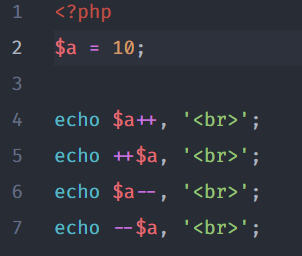 1 <?php
2 $a = 10;
3
4 echo $a++, '<br>';
5 echo ++$a, '<br>';
6 echo $a--, '<br>';
7 echo --$a, '<br>';